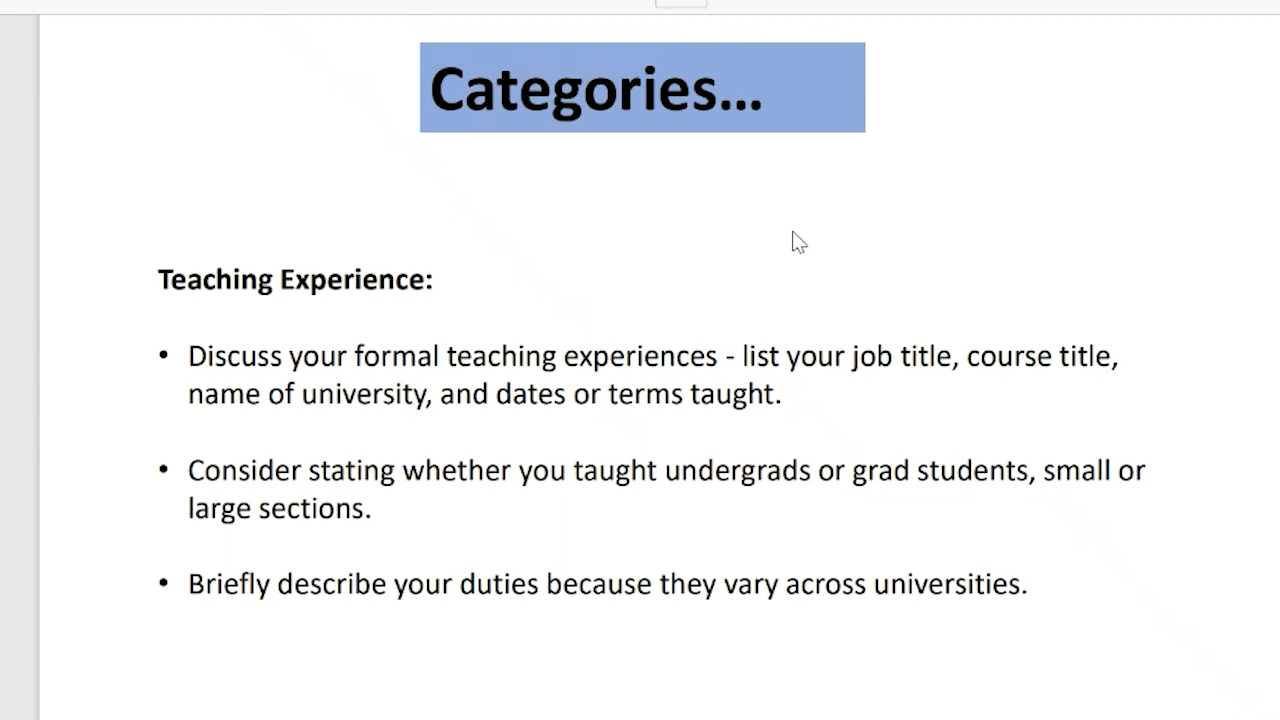 Categories...
Teaching Experience:
• Discuss your formal teaching experiences - list your job title, course title,
name of university, and dates or terms taught.
• Consider stating whether you taught undergrads or grad students, small or
large sections.
• Briefly describe your duties because they vary across universities.